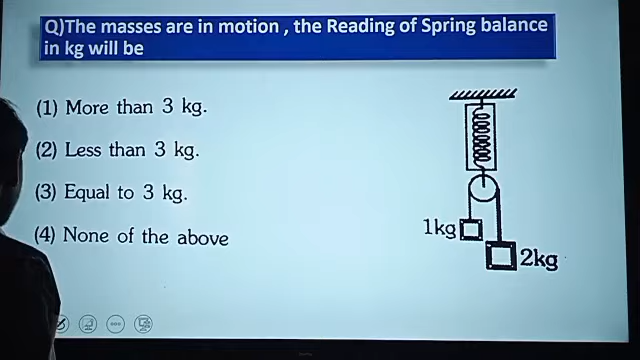 Q)The masses are in motion , the Reading of Spring balance
in kg will be
(1) More than 3 kg.
(2) Less than 3 kg.
(3) Equal to 3 kg.
(4) None of the above
1kg
2kg